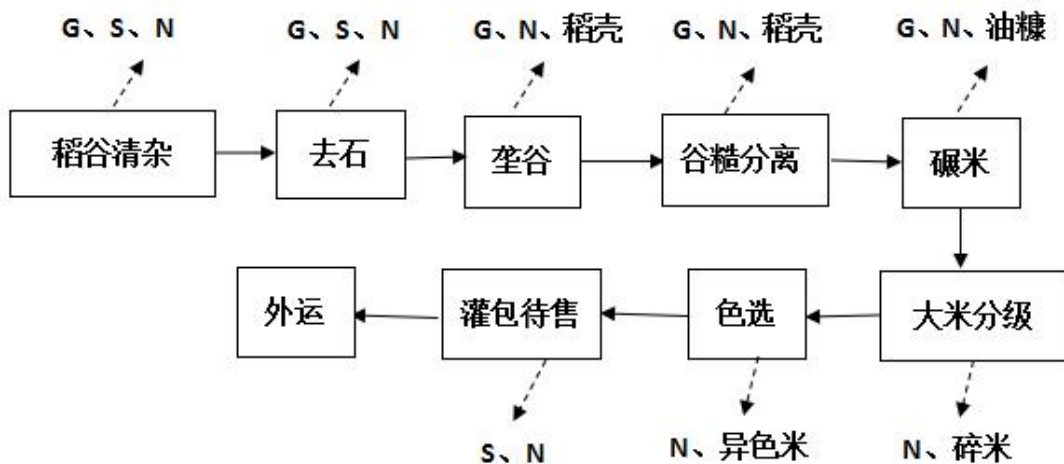 G、S、N
G、S、N
G、N、稻壳
G、N、稻壳
G、N、油糠
稻谷清杂
去石
垄谷
谷糙分离
碾米
外运
灌包待售
色选
大米分级
S、N
N、异色米
N、碎米